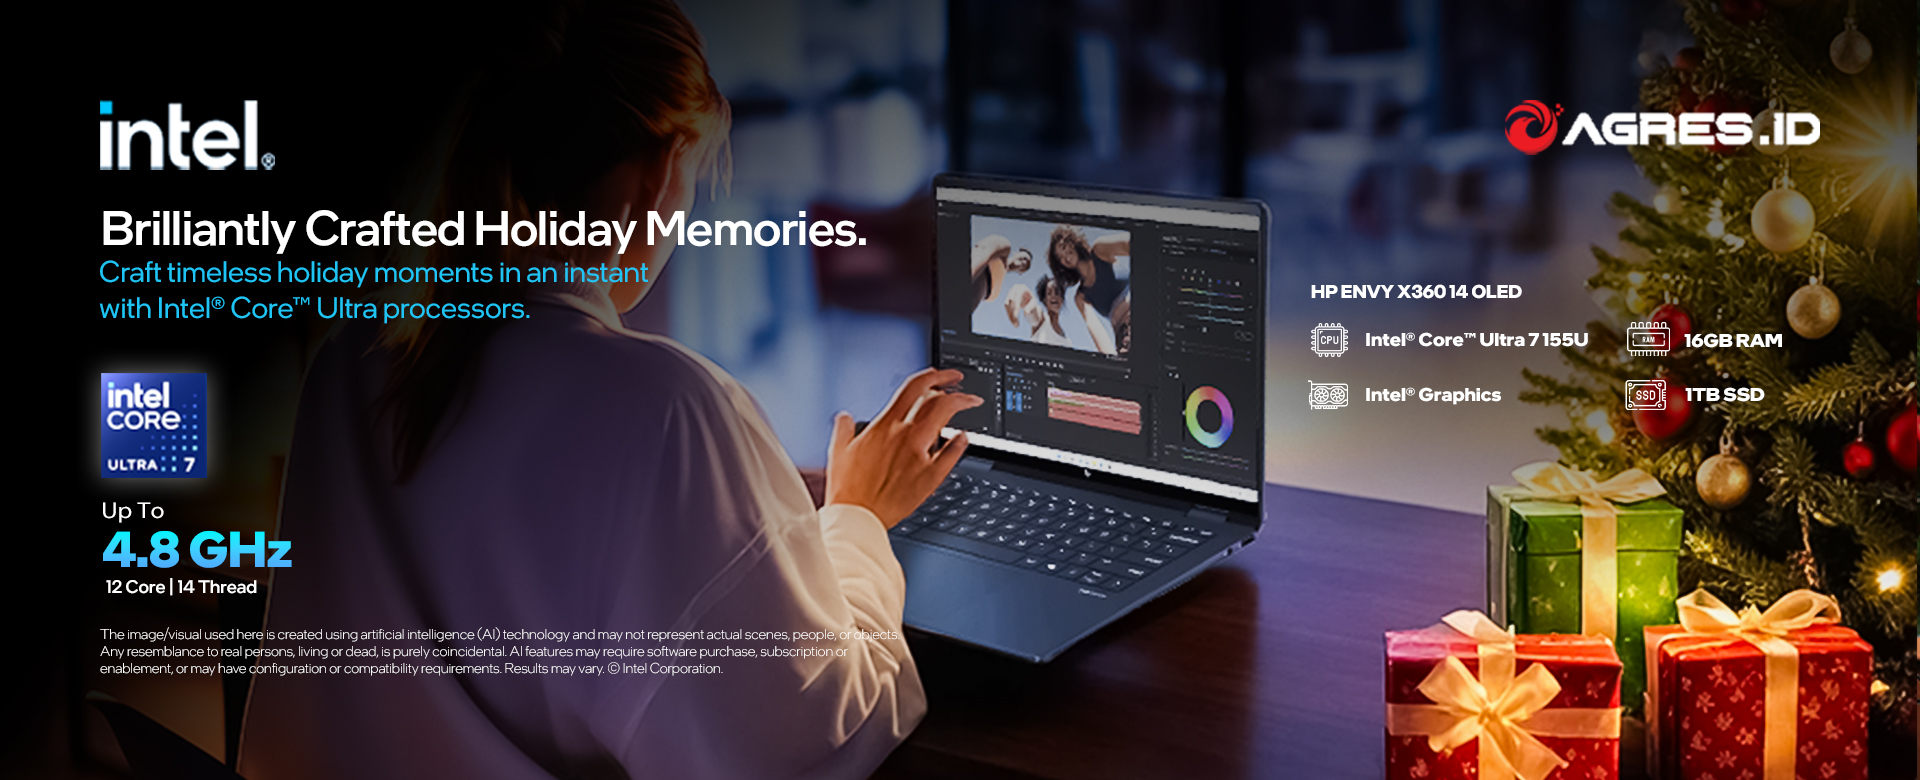 intel®
AGRES.ID
Brilliantly Crafted Holiday Memories.
Craft timeless holiday moments in an instant
with Intel® Core™ Ultra processors.
HP ENVY X360 14 OLED
CPU
Intel® Core™ Ultra 7 155U
RAM
16GB RAM
Intel® Graphics
SSD
1TB SSD
intel
CORE
ULTRA 7
Up To
4.8 GHz
12 Core | 14 Thread
The image/visual used here is created using artificial intelligence (AI) technology and may not represent actual scenes, people, or objects.
Any resemblance to real persons, living or dead, is purely coincidental. AI features may require software purchase, subscription or
enablement, or may have configuration or compatibility requirements. Results may vary. © Intel Corporation.